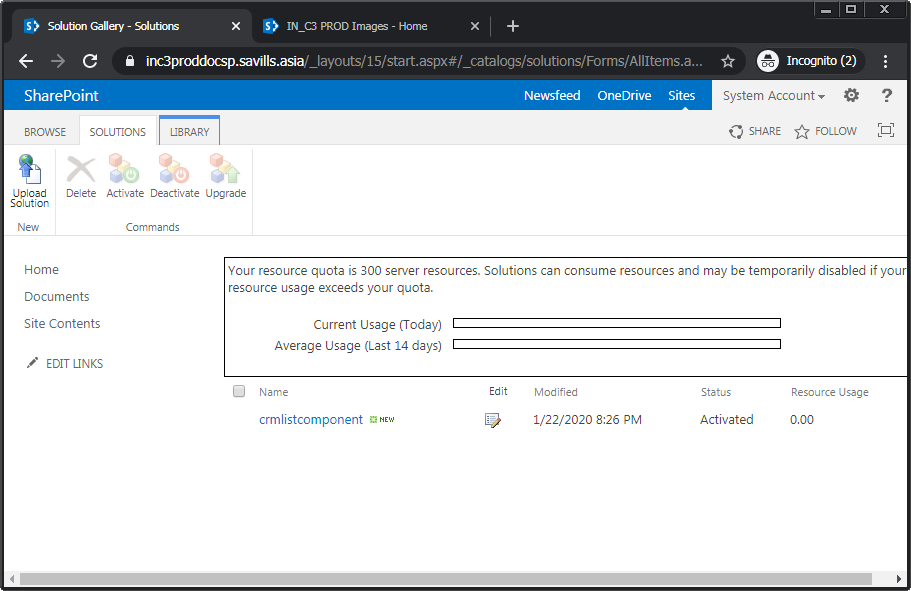 Solution Gallery - Solutions
IN_C3 PROD Images - Home
inc3proddocsp.savills.asia/_layouts/15/start.aspx#/_catalogs/solutions/Forms/AllItems.a...
Incognito (2)
SharePoint
Newsfeed
OneDrive
Sites
System Account
?
BROWSE
SOLUTIONS
LIBRARY
SHARE
FOLLOW
Upload
Solution
Delete
Activate
Deactivate
Upgrade
New
Commands
Home
Documents
Site Contents
EDIT LINKS
Your resource quota is 300 server resources. Solutions can consume resources and may be temporarily disabled if your
resource usage exceeds your quota.
Current Usage (Today)
Average Usage (Last 14 days)
Name Edit Modified Status Resource Usage
crmlistcomponent NEW 1/22/2020 8:26 PM Activated 0.00